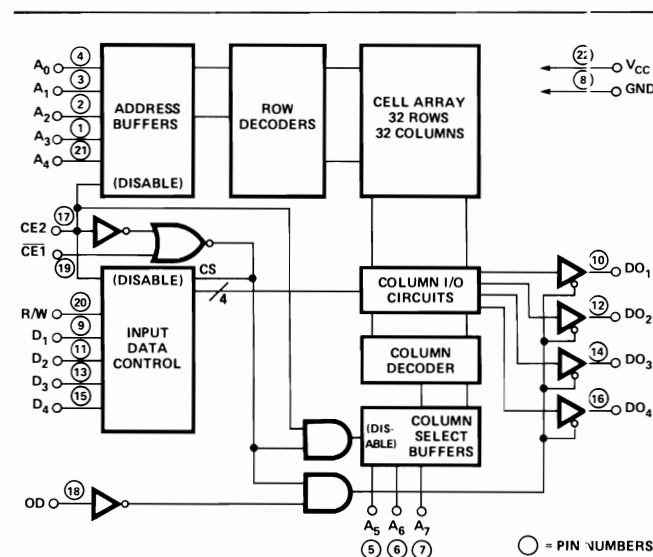 A0 4
A1 3
A2 2
A3 1
A4 21
ADDRESS
BUFFERS
(DISABLE)
ROW
DECODERS
CELL ARRAY
32 ROWS
32 COLUMNS
22 VCC
8 GND
CE2 17
CE1 19
CS
4
(DISABLE)
INPUT
DATA
CONTROL
R/W 20
D1 9
D2 11
D3 13
D4 15
COLUMN I/O
CIRCUITS
COLUMN
DECODER
(DIS-
ABLE)
COLUMN
SELECT
BUFFERS
10 DO1
12 DO2
14 DO3
16 DO4
OD 18
A5 A6 A7
5 6 7
= PIN NUMBERS